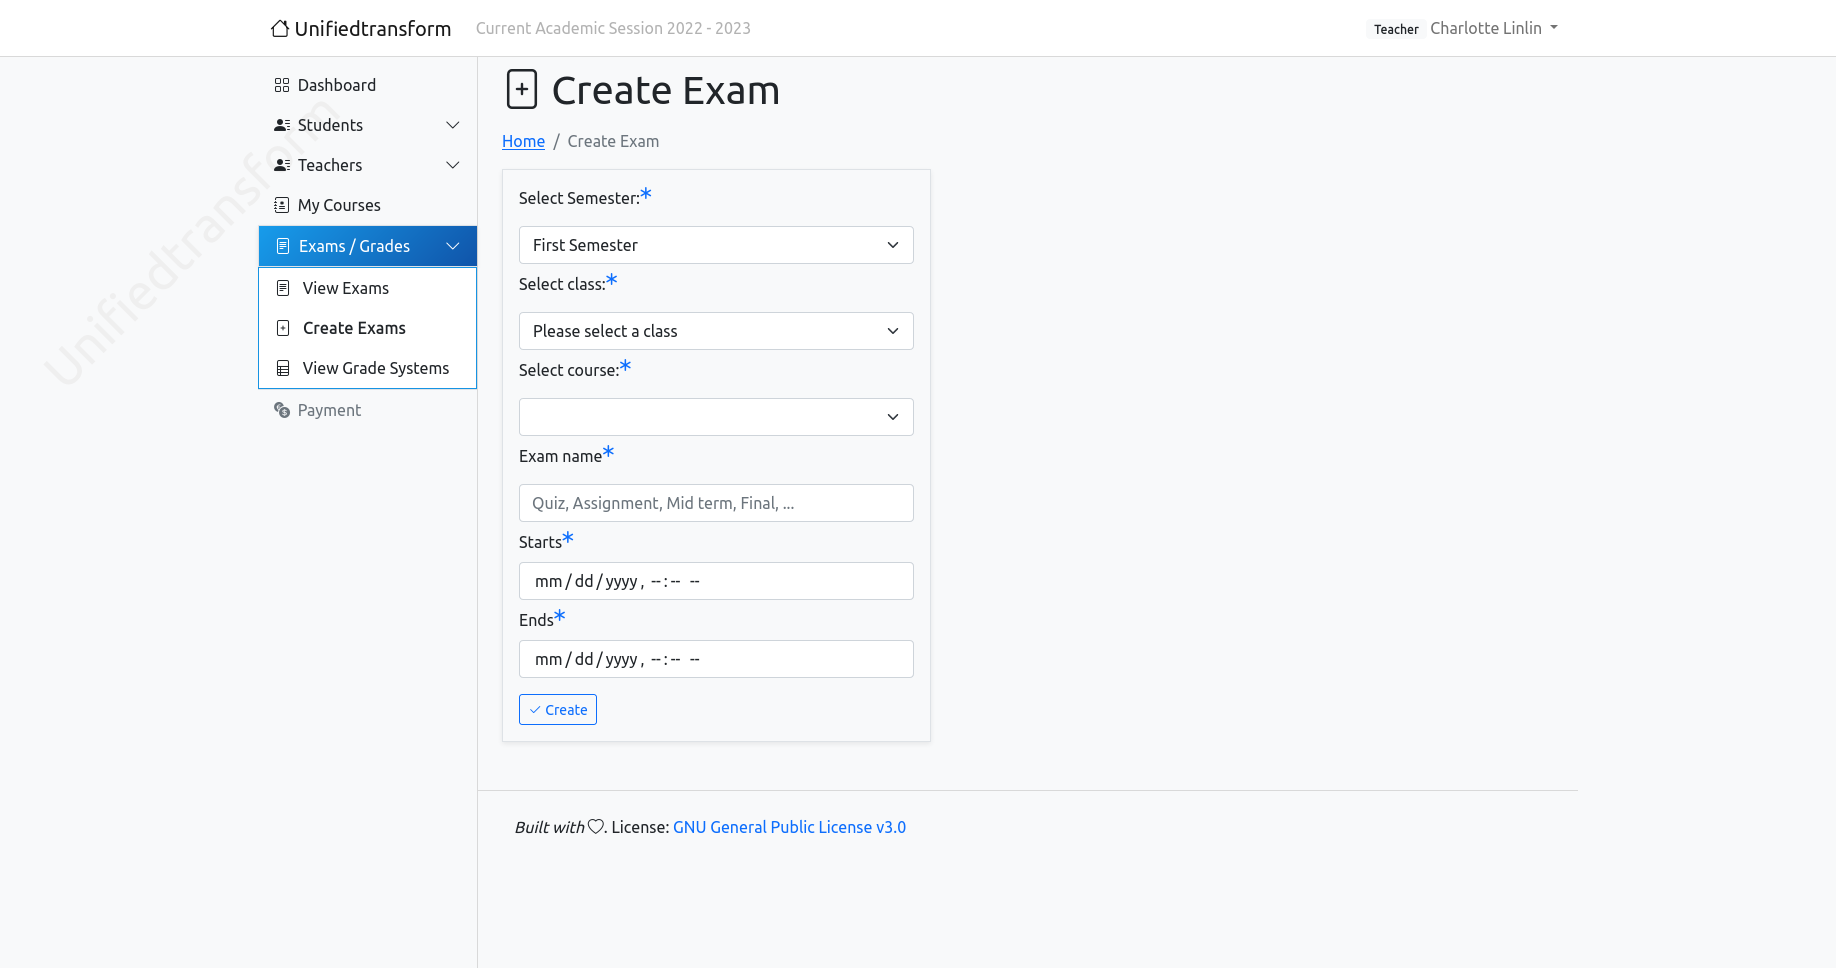 Unifiedtransform
Current Academic Session 2022 - 2023
Teacher Charlotte Linlin
Dashboard
Students
Teachers
My Courses
Exams / Grades
View Exams
Create Exams
View Grade Systems
Payment
Unifiedtransform
Create Exam
Home / Create Exam
Select Semester:*
First Semester
Select class:*
Please select a class
Select course:*
Exam name*
Quiz, Assignment, Mid term, Final, ...
Starts*
mm / dd / yyyy , -- : -- --
Ends*
mm / dd / yyyy , -- : -- --
Create
Built with ♡. License: GNU General Public License v3.0